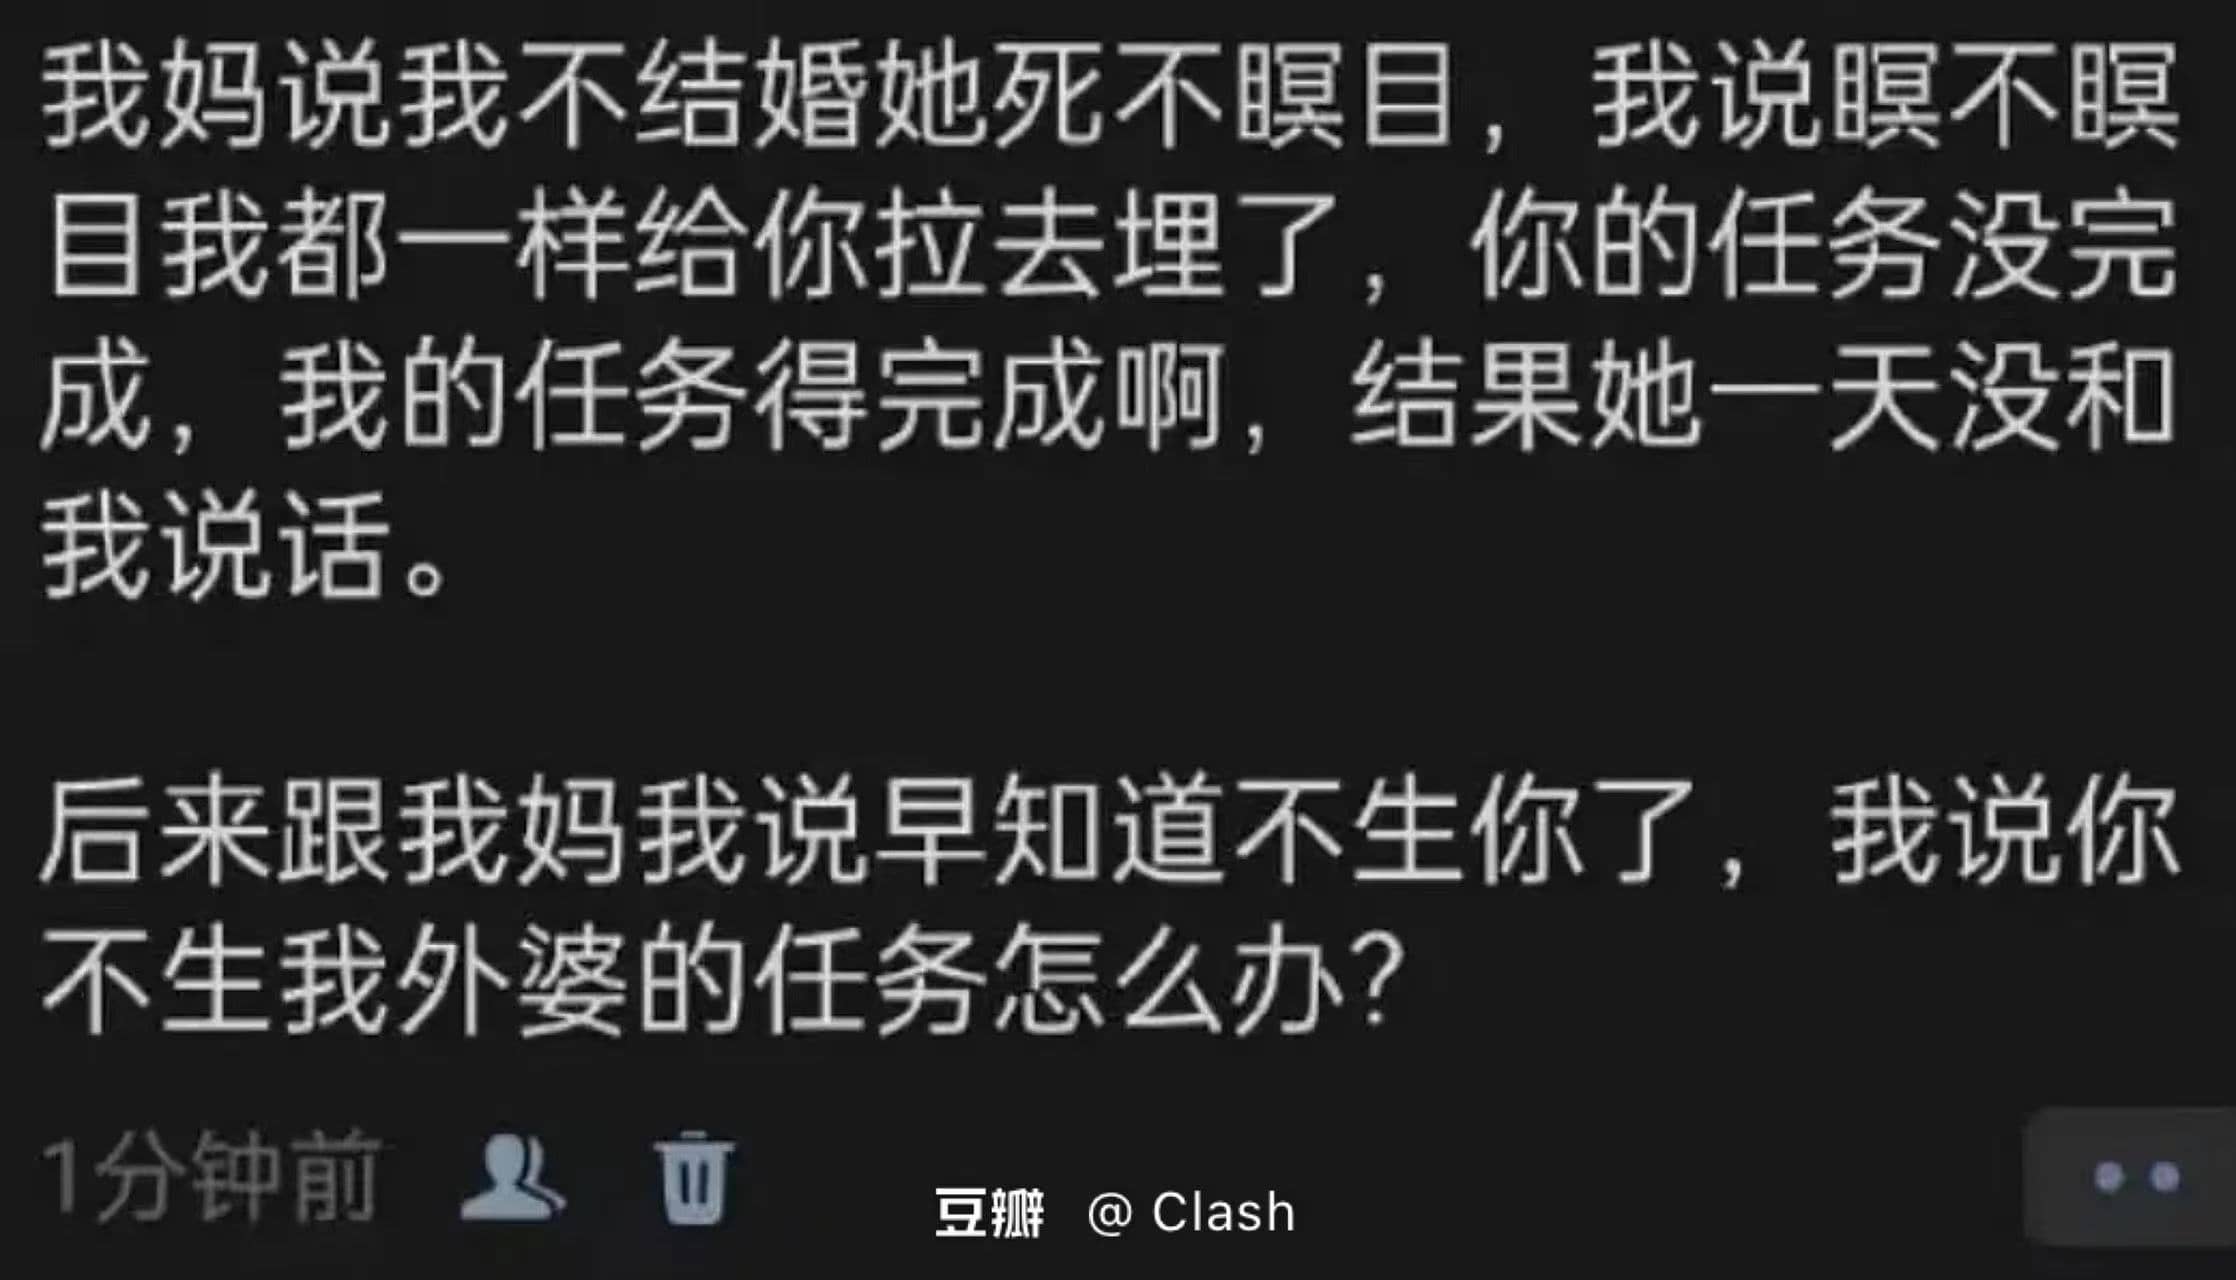 我妈说我不结婚她死不瞑目，我说瞑不瞑
目我都一样给你拉去埋了，你的任务没完
成，我的任务得完成啊，结果她一天没和
我说话。
后来跟我妈我说早知道不生你了，我说你
不生我外婆的任务怎么办？
1分钟前
豆瓣 @ Clash